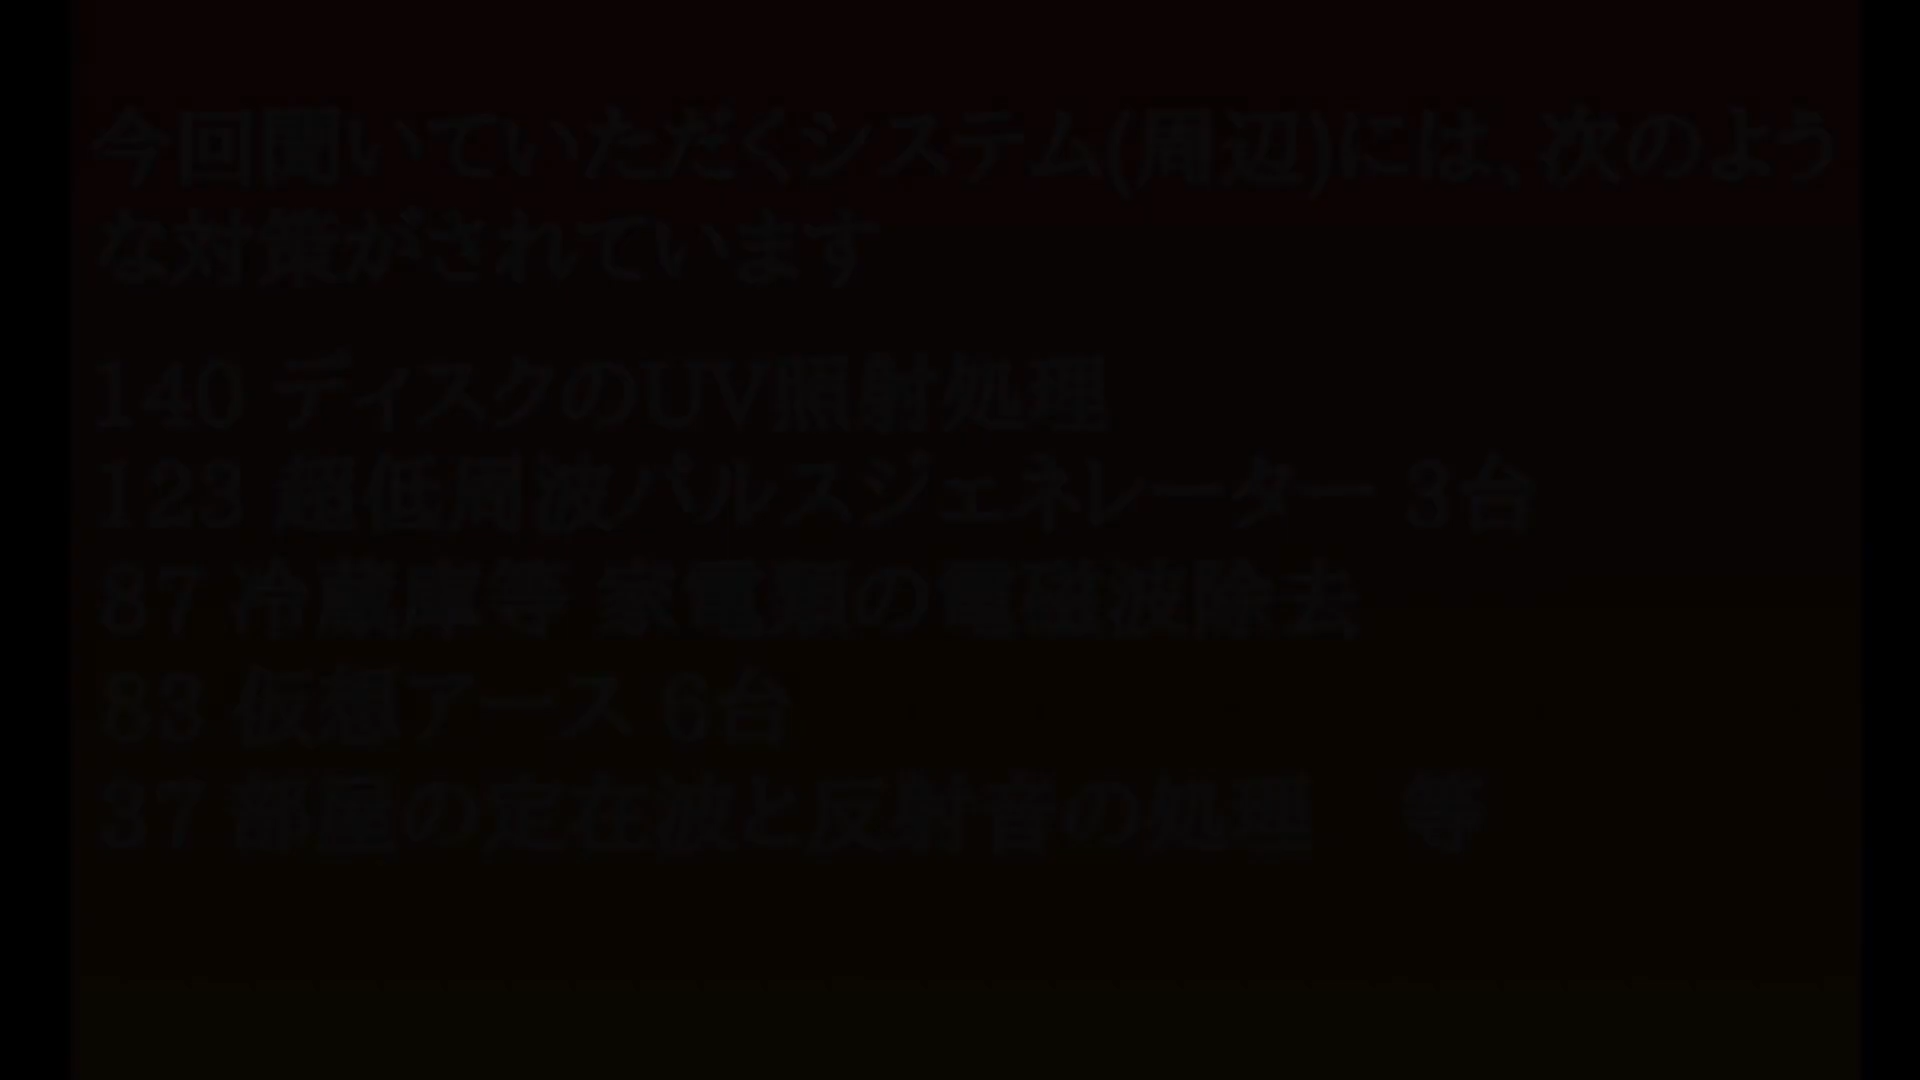 今回聞いていただくシステム(周辺)には、次のよう
な対策がされています
140 ディスクのUV照射処理
123 超低周波パルスジェネレーター 3台
87 冷蔵庫等 家電類の電磁波除去
83 仮想アース 6台
37 部屋の定在波と反射音の処理　等